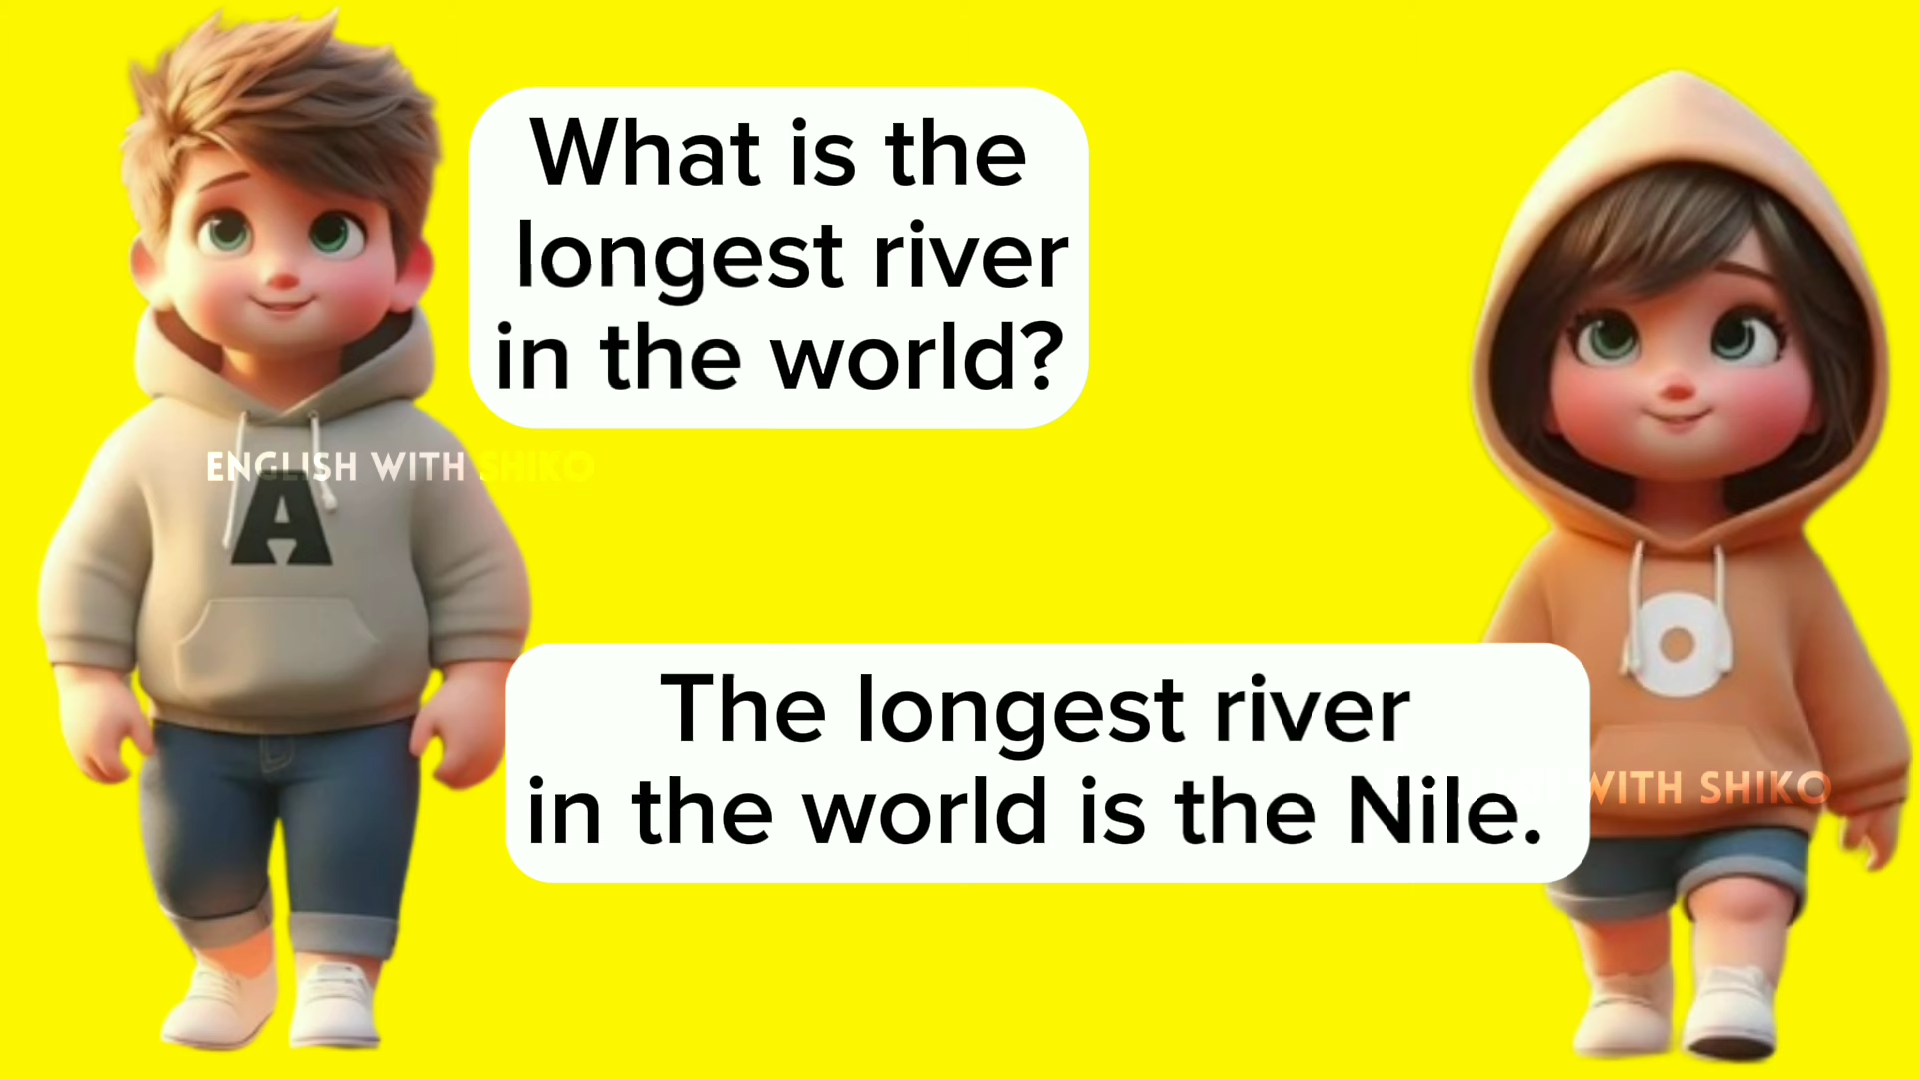 What is the
longest river
in the world?
ENGLISH WITH SHIKO
A
The longest river
in the world is the Nile.
WITH SHIKO